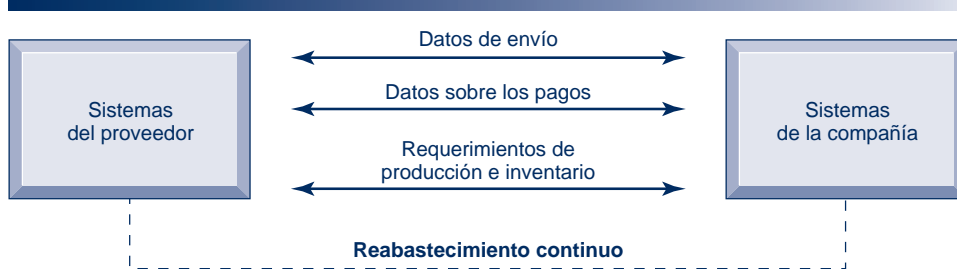 Datos de envío
Sistemas
del proveedor
Datos sobre los pagos
Sistemas
de la compañía
Requerimientos de
producción e inventario
Reabastecimiento continuo